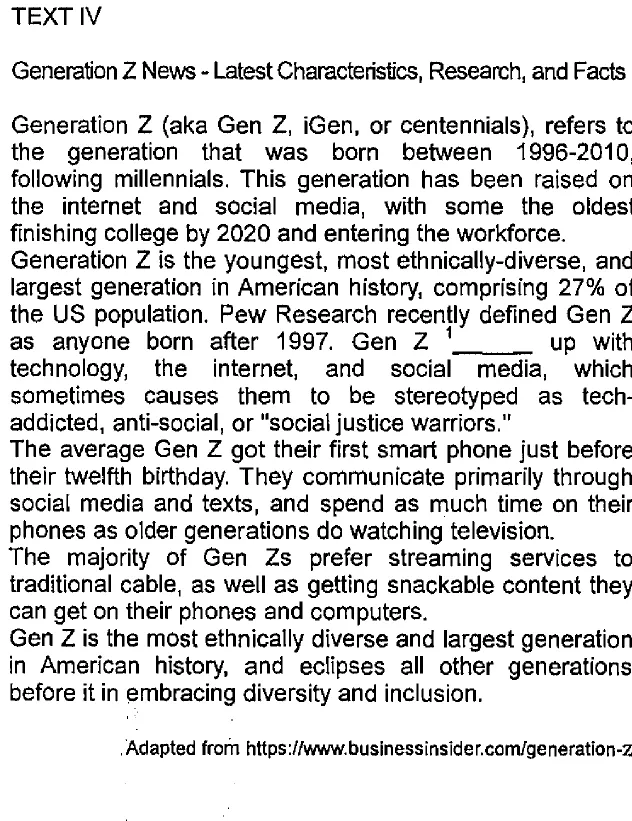 TEXT IV
Generation Z News - Latest Characteristics, Research, and Facts
Generation Z (aka Gen Z, iGen, or centennials), refers to
the generation that was born between 1996-2010,
following millennials. This generation has been raised on
the internet and social media, with some the oldest
finishing college by 2020 and entering the workforce.
Generation Z is the youngest, most ethnically-diverse, and
largest generation in American history, comprising 27% of
the US population. Pew Research recently defined Gen Z
as anyone born after 1997. Gen Z ¹______ up with
technology, the internet, and social media, which
sometimes causes them to be stereotyped as tech-
addicted, anti-social, or "social justice warriors."
The average Gen Z got their first smart phone just before
their twelfth birthday. They communicate primarily through
social media and texts, and spend as much time on their
phones as older generations do watching television.
The majority of Gen Zs prefer streaming services to
traditional cable, as well as getting snackable content they
can get on their phones and computers.
Gen Z is the most ethnically diverse and largest generation
in American history, and eclipses all other generations
before it in embracing diversity and inclusion.
Adapted from https://www.businessinsider.com/generation-z